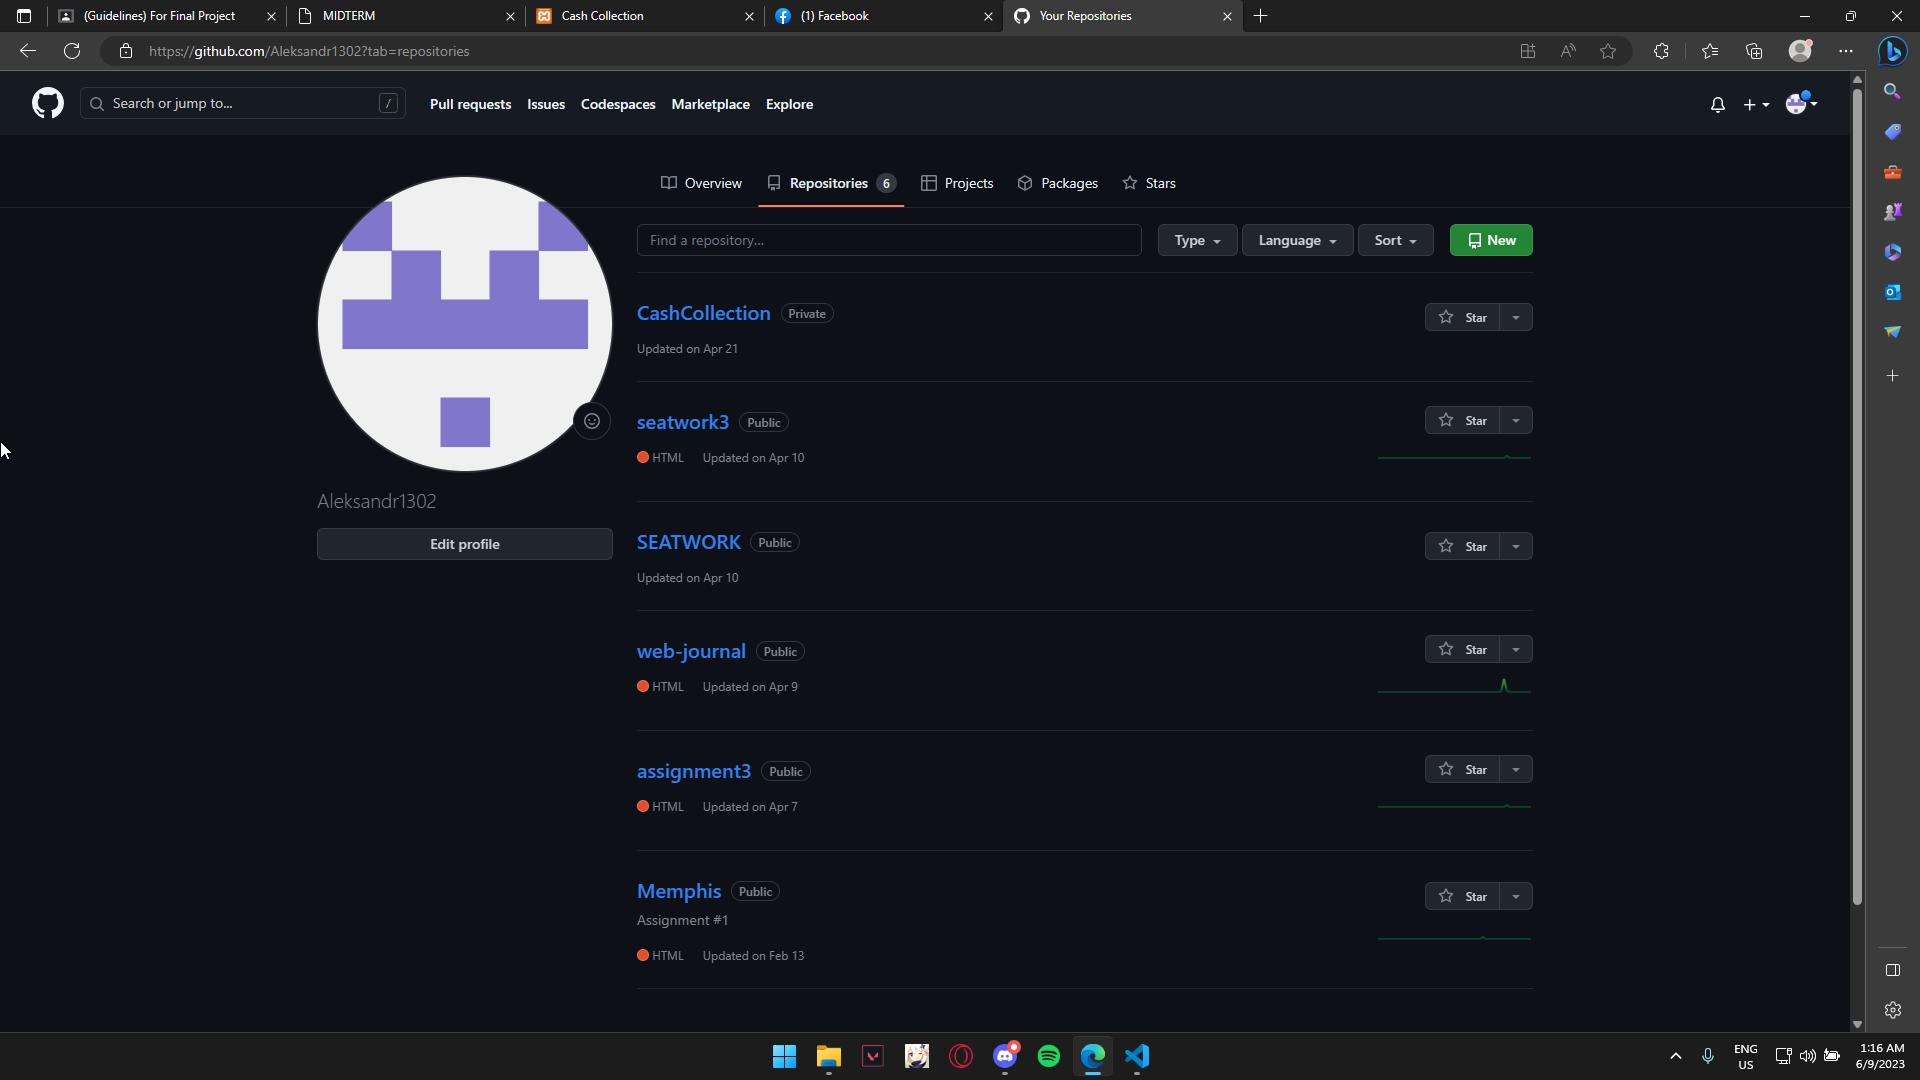 (Guidelines) For Final Project
MIDTERM
Cash Collection
(1) Facebook
Your Repositories
https://github.com/Aleksandr1302?tab=repositories
Search or jump to...
/
Pull requests
Issues
Codespaces
Marketplace
Explore
Overview
Repositories 6
Projects
Packages
Stars
Find a repository...
Type
Language
Sort
New
CashCollection Private
Star
Updated on Apr 21
seatwork3 Public
Star
HTML Updated on Apr 10
Aleksandr1302
Edit profile
SEATWORK Public
Star
Updated on Apr 10
web-journal Public
Star
HTML Updated on Apr 9
assignment3 Public
Star
HTML Updated on Apr 7
Memphis Public
Star
Assignment #1
HTML Updated on Feb 13
ENG
US
1:16 AM
6/9/2023